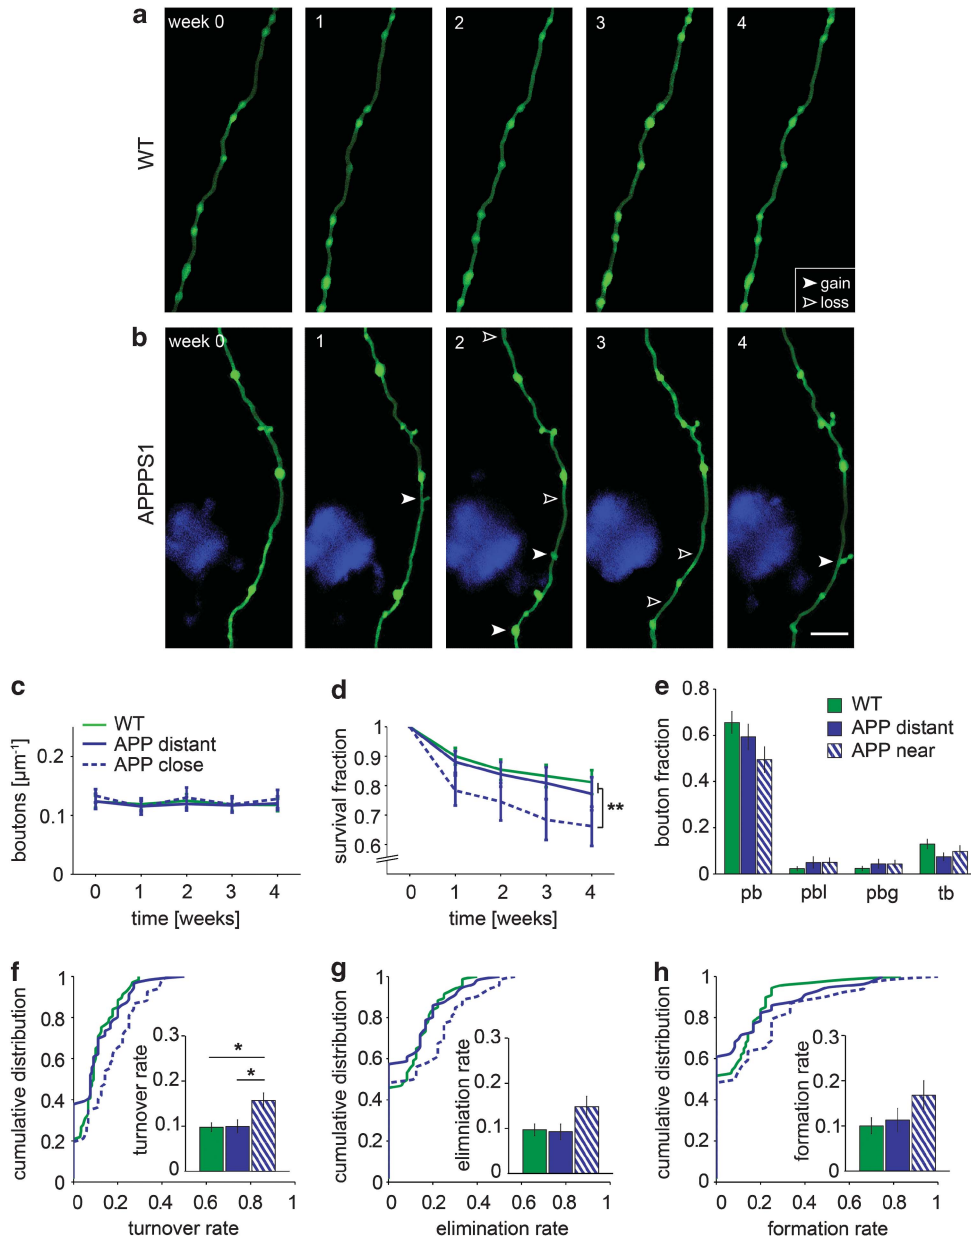 a
week 0 1 2 3 4
WT
gain
loss
b
week 0 1 2 3 4
APPPS1
c
WT
APP distant
APP close
boutons [µm⁻¹]
0.2
0.1
0
0 1 2 3 4
time [weeks]
d
survival fraction
1
0.9
0.8
0.7
0.6
**
0 1 2 3 4
time [weeks]
e
bouton fraction
0.8
0.6
0.4
0.2
0
WT
APP distant
APP near
pb pbl pbg tb
f
cumulative distribution
1
0.8
0.6
0.4
0.2
0
0 0.2 0.4 0.6 0.8 1
turnover rate
turnover rate
0.3
0.2
0.1
0
*
*
g
cumulative distribution
1
0.8
0.6
0.4
0.2
0
0 0.2 0.4 0.6 0.8 1
elimination rate
elimniation rate
0.3
0.2
0.1
0
h
cumulative distribution
1
0.8
0.6
0.4
0.2
0
0 0.2 0.4 0.6 0.8 1
formation rate
formation rate
0.3
0.2
0.1
0